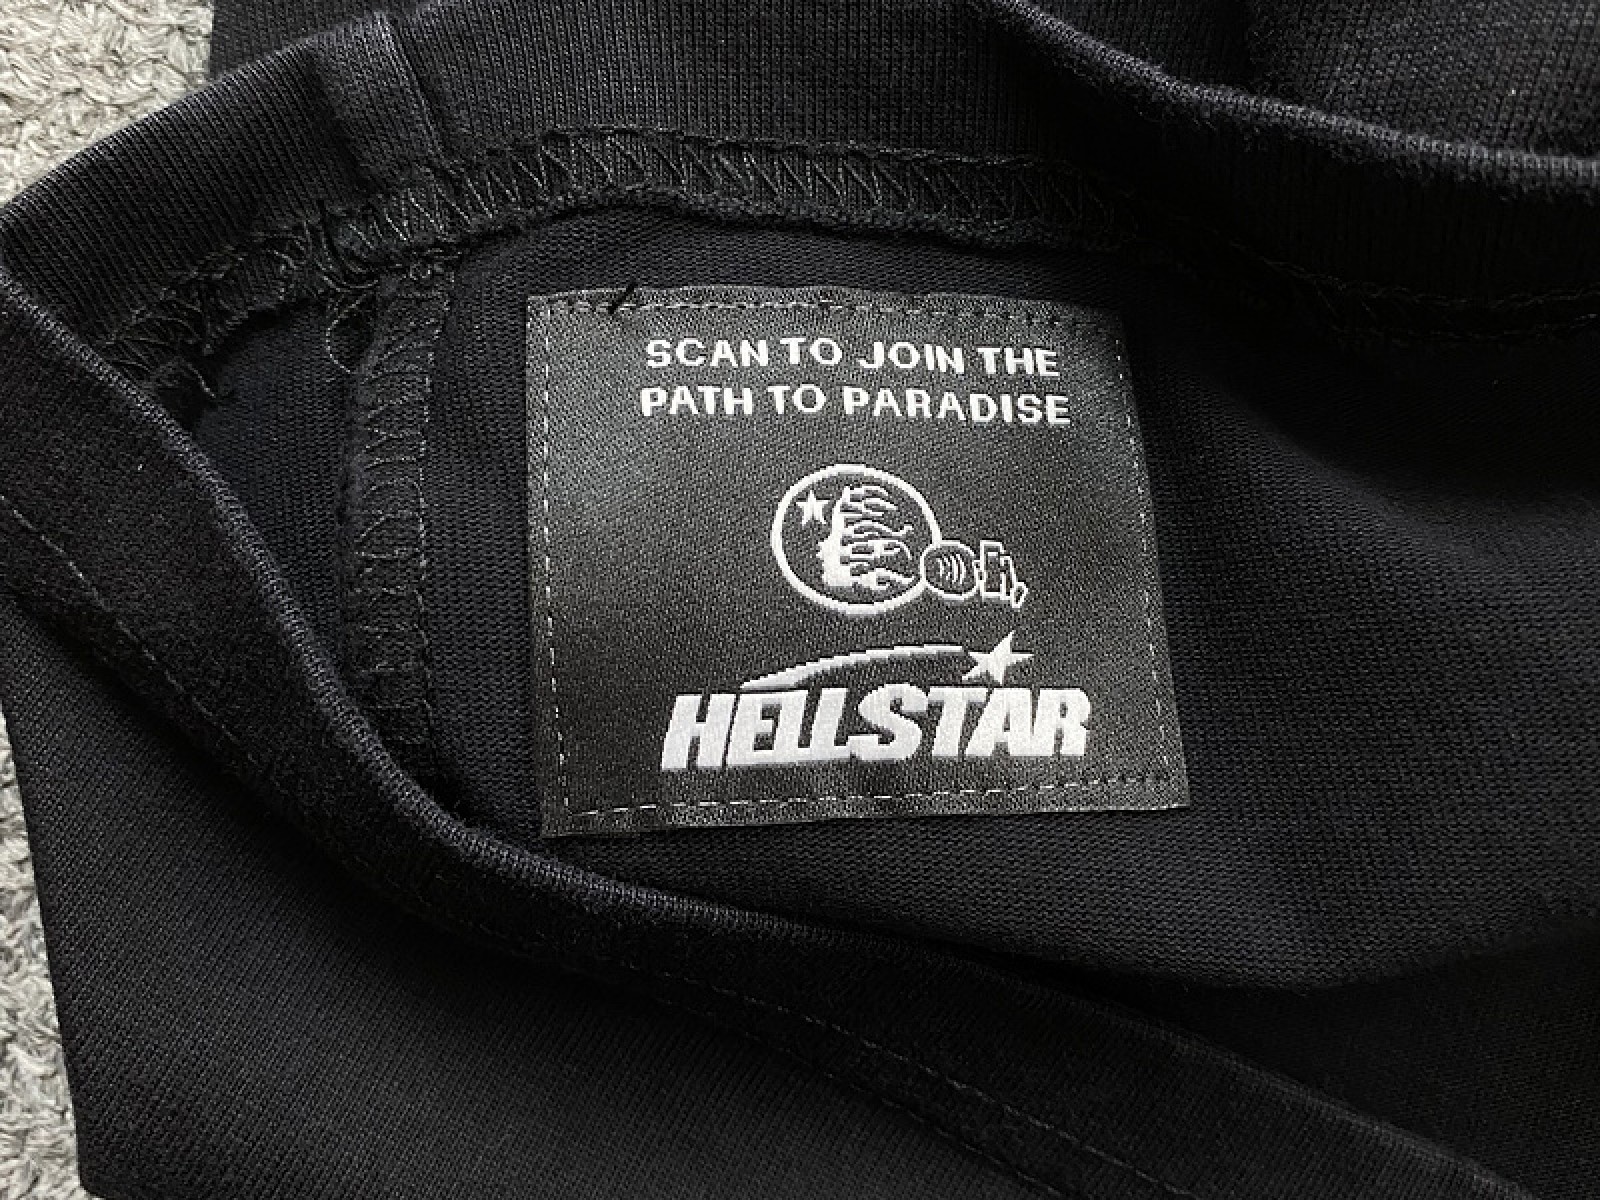 SCAN TO JOIN THE
PATH TO PARADISE
HELLSTAR